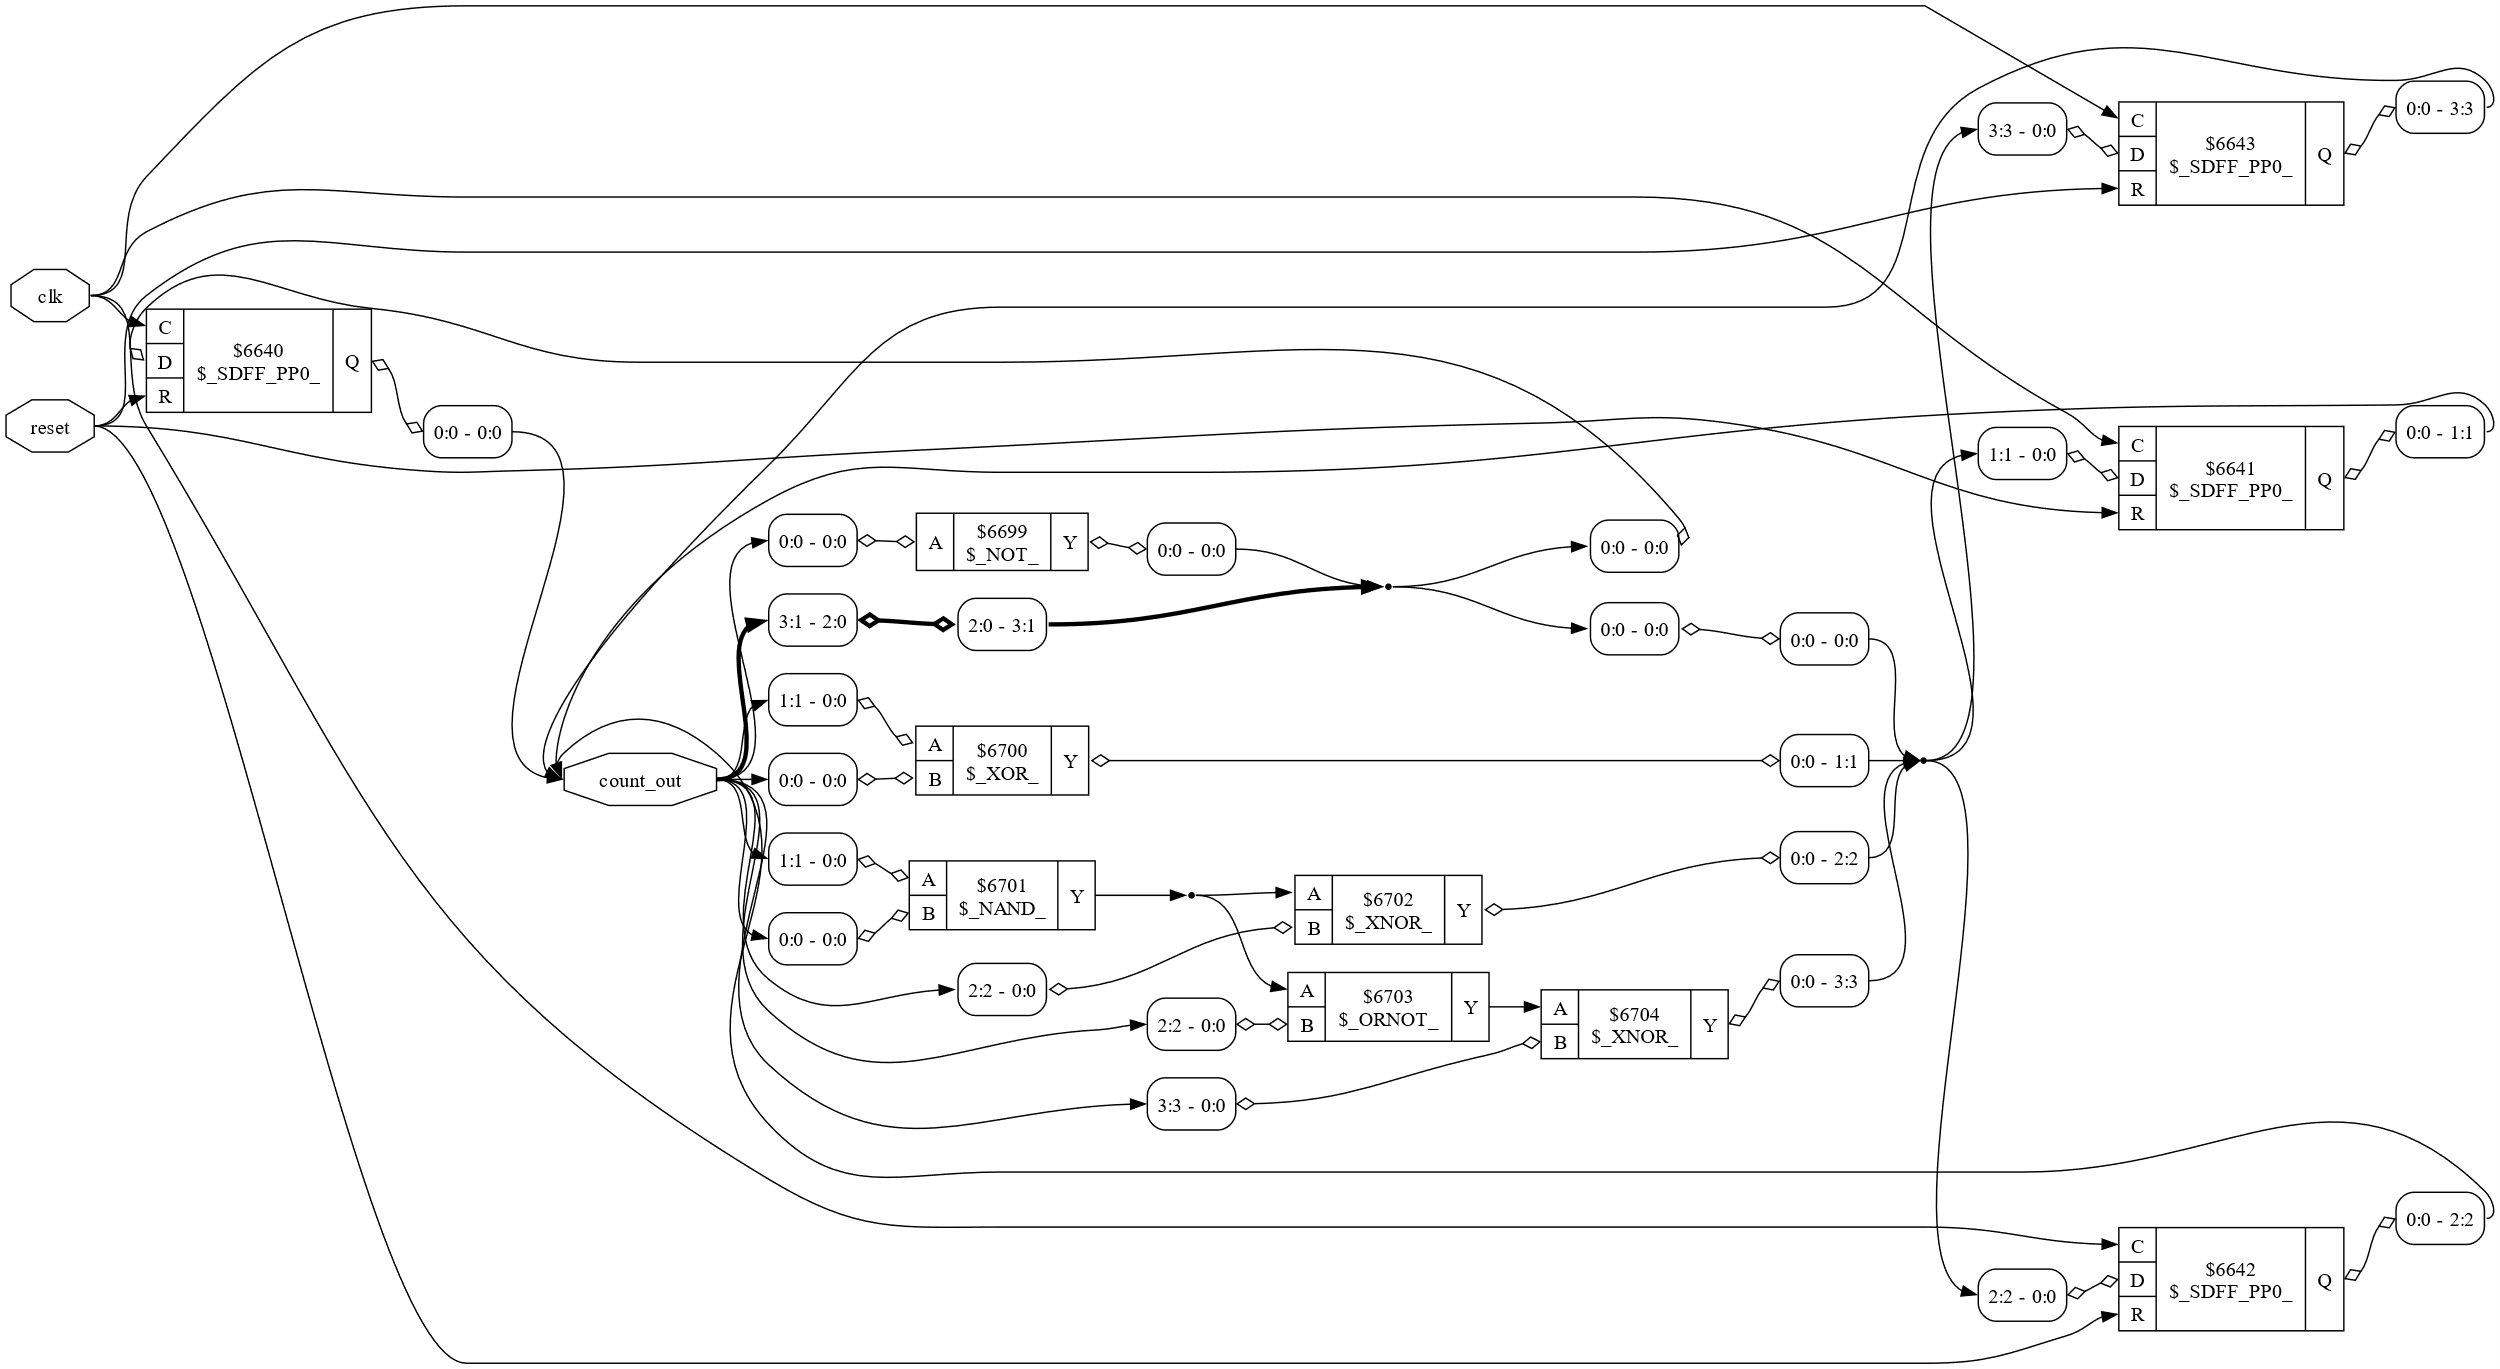 clk
reset
C
D
R
$6640
$_SDFF_PP0_
Q
0:0 - 0:0
count_out
0:0 - 0:0
A
$6699
$_NOT_
Y
0:0 - 0:0
3:1 - 2:0
2:0 - 3:1
0:0 - 0:0
0:0 - 0:0
0:0 - 0:0
1:1 - 0:0
0:0 - 0:0
A
B
$6700
$_XOR_
Y
0:0 - 1:1
1:1 - 0:0
0:0 - 0:0
A
B
$6701
$_NAND_
Y
2:2 - 0:0
A
B
$6702
$_XNOR_
Y
0:0 - 2:2
2:2 - 0:0
A
B
$6703
$_ORNOT_
Y
3:3 - 0:0
A
B
$6704
$_XNOR_
Y
0:0 - 3:3
3:3 - 0:0
C
D
R
$6643
$_SDFF_PP0_
Q
0:0 - 3:3
1:1 - 0:0
C
D
R
$6641
$_SDFF_PP0_
Q
0:0 - 1:1
2:2 - 0:0
C
D
R
$6642
$_SDFF_PP0_
Q
0:0 - 2:2